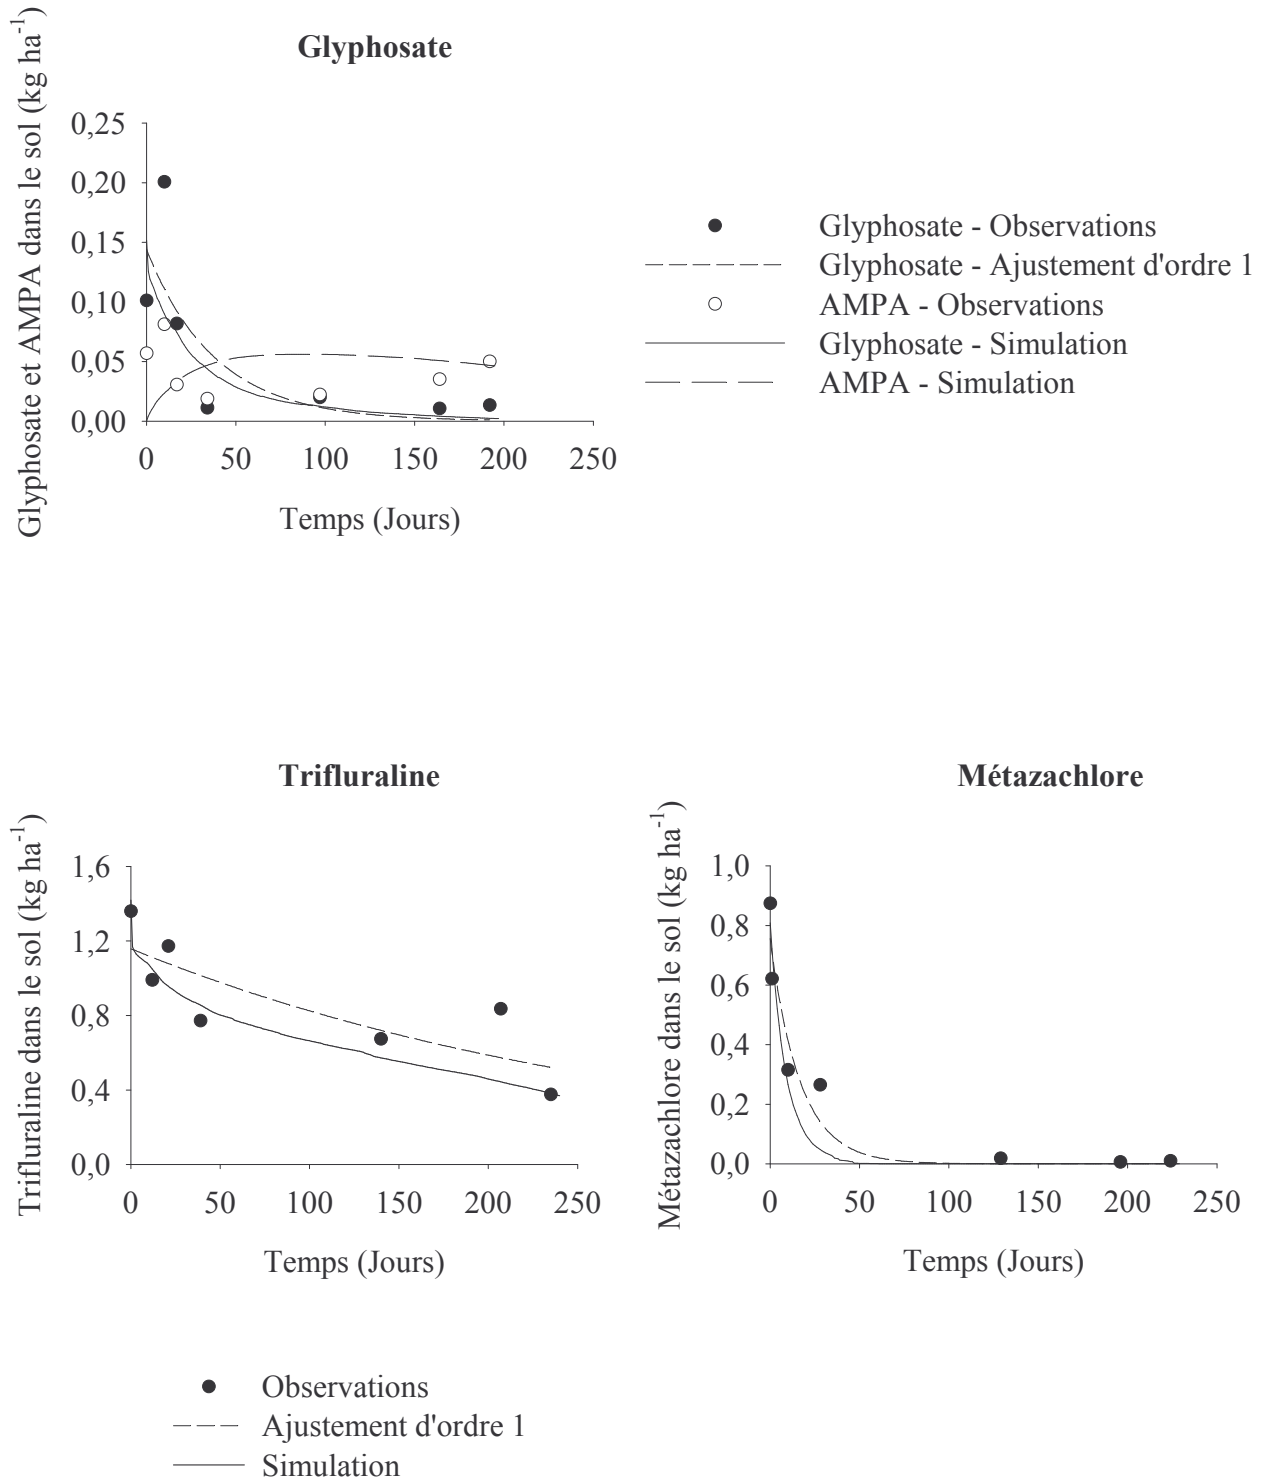 Glyphosate
Glyphosate et AMPA dans le sol (kg ha-1)
0,25
0,20
0,15
0,10
0,05
0,00
0 50 100 150 200 250
Temps (Jours)
Glyphosate - Observations
Glyphosate - Ajustement d'ordre 1
AMPA - Observations
Glyphosate - Simulation
AMPA - Simulation
Trifluraline
Trifluraline dans le sol (kg ha-1)
1,6
1,2
0,8
0,4
0,0
0 50 100 150 200 250
Temps (Jours)
Métazachlore
Métazachlore dans le sol (kg ha-1)
1,0
0,8
0,6
0,4
0,2
0,0
0 50 100 150 200 250
Temps (Jours)
Observations
Ajustement d'ordre 1
Simulation